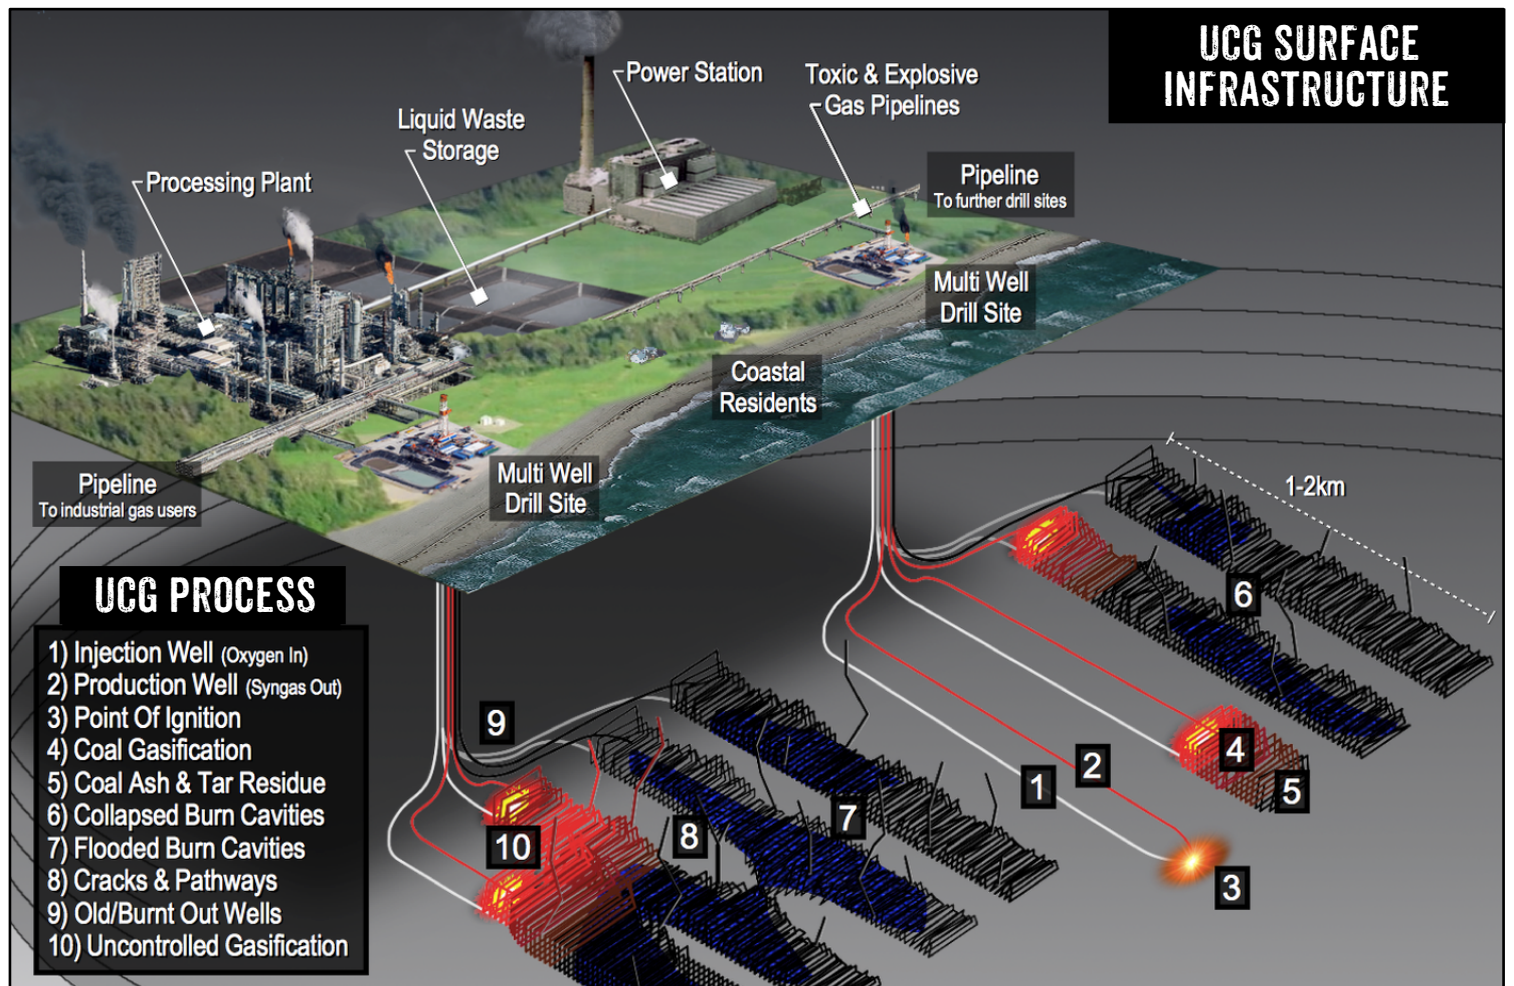 UCG SURFACE
INFRASTRUCTURE
Power Station
Toxic & Explosive
Gas Pipelines
Liquid Waste
Storage
Processing Plant
Pipeline
To further drill sites
Multi Well
Drill Site
Coastal
Residents
Multi Well
Drill Site
Pipeline
To industrial gas users
1-2km
UCG PROCESS
1) Injection Well (Oxygen In)
2) Production Well (Syngas Out)
3) Point Of Ignition
4) Coal Gasification
5) Coal Ash & Tar Residue
6) Collapsed Burn Cavities
7) Flooded Burn Cavities
8) Cracks & Pathways
9) Old/Burnt Out Wells
10) Uncontrolled Gasification
6
9
4
2
1
5
7
8
10
3